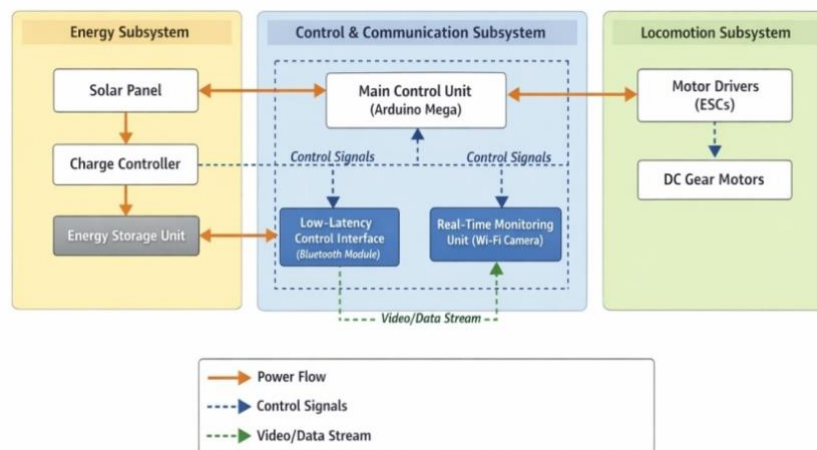 Energy Subsystem
Control & Communication Subsystem
Locomotion Subsystem
Solar Panel
Main Control Unit
(Arduino Mega)
Motor Drivers
(ESCs)
Charge Controller
Control Signals
Control Signals
DC Gear Motors
Energy Storage Unit
Low-Latency
Control Interface
(Bluetooth Module)
Real-Time Monitoring
Unit (Wi-Fi Camera)
Video/Data Stream
Power Flow
Control Signals
Video/Data Stream